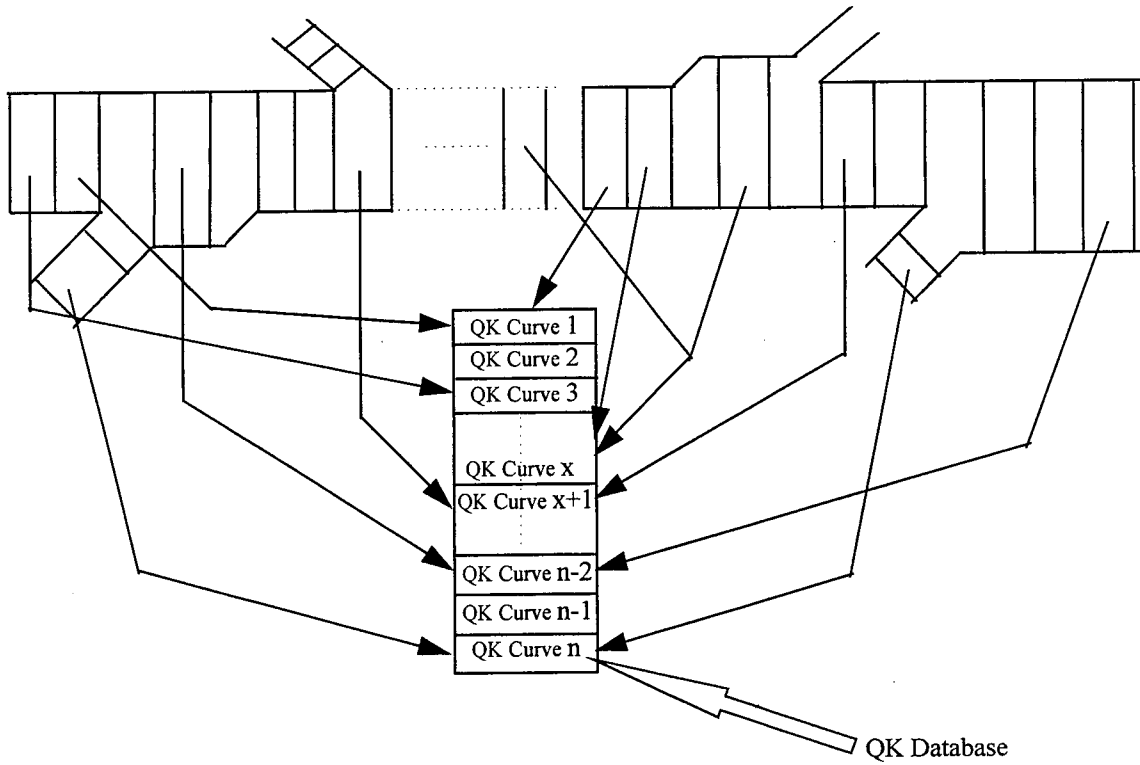 QK Curve 1
QK Curve 2
QK Curve 3
QK Curve x
QK Curve x+1
QK Curve n-2
QK Curve n-1
QK Curve n
QK Database